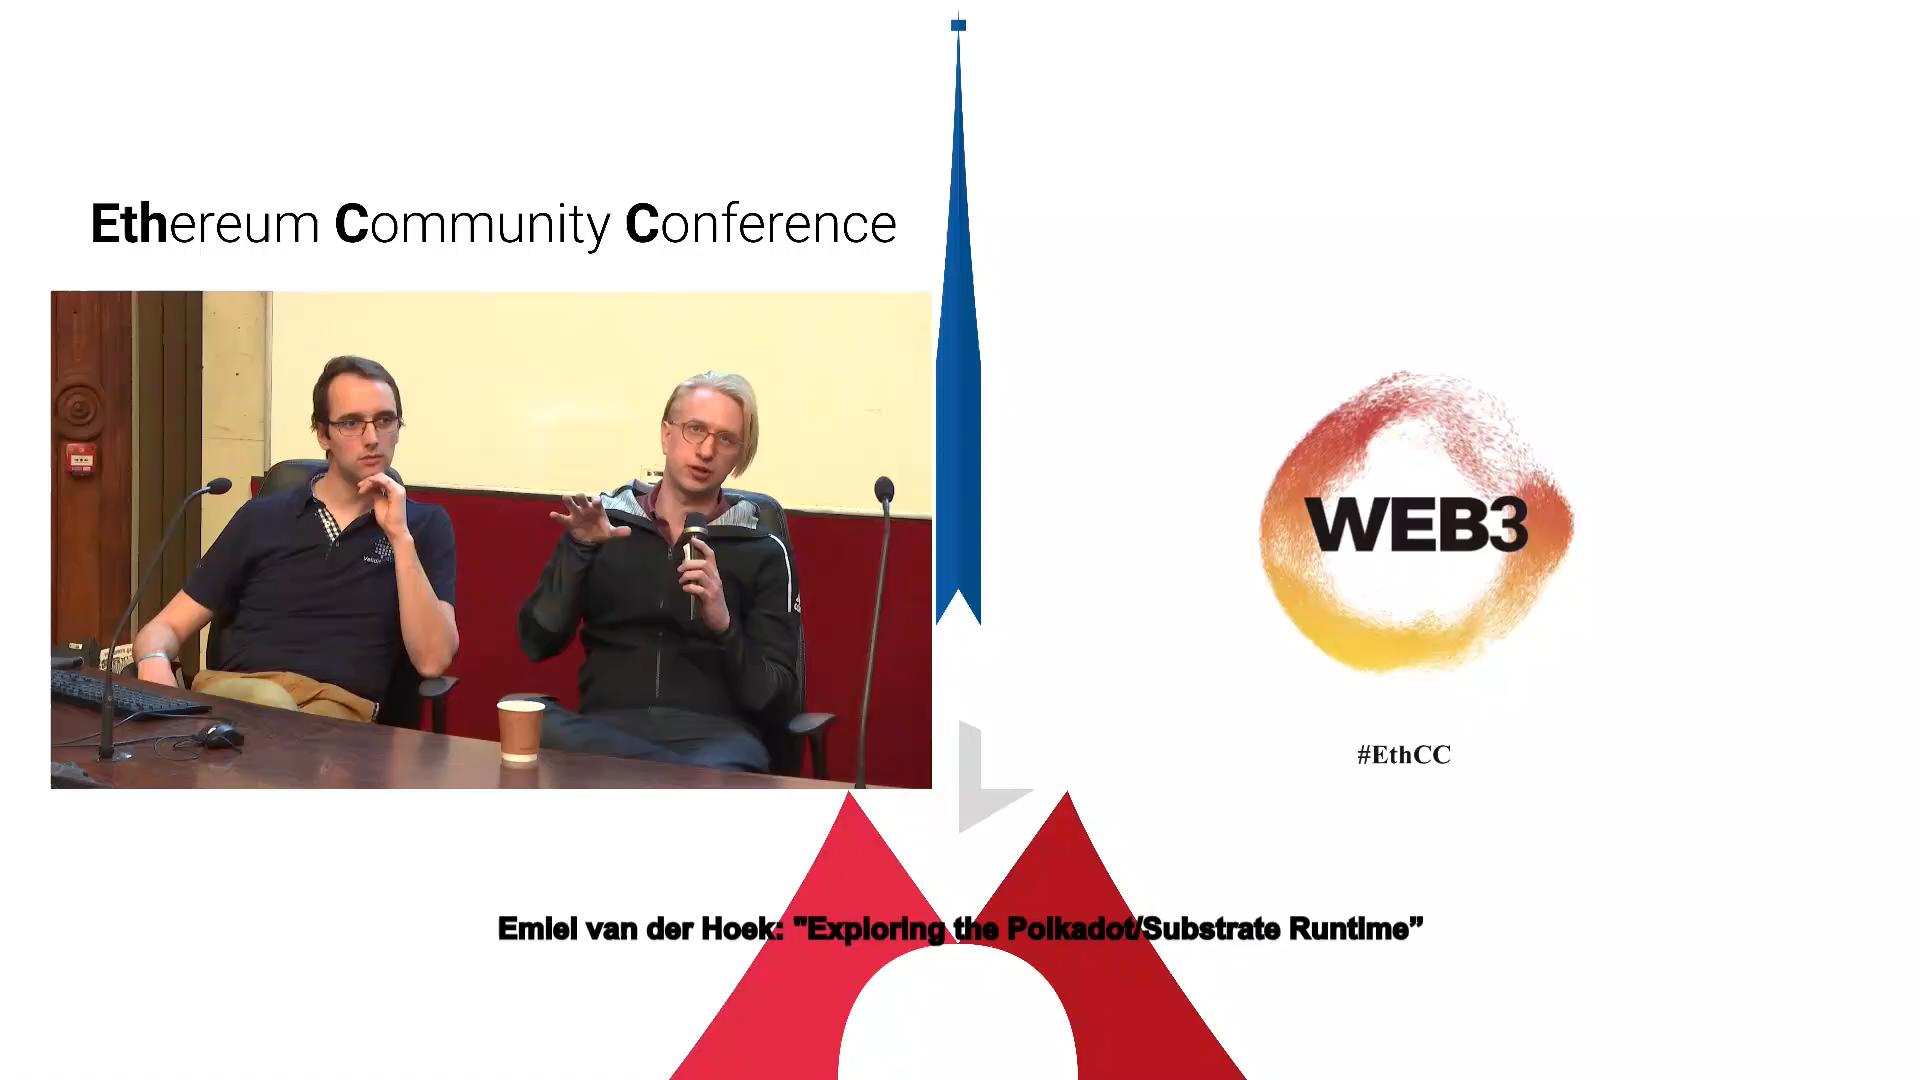 Ethereum Community Conference
WEB3
#EthCC
Emiel van der Hoek: "Exploring the Polkadot/Substrate Runtime”